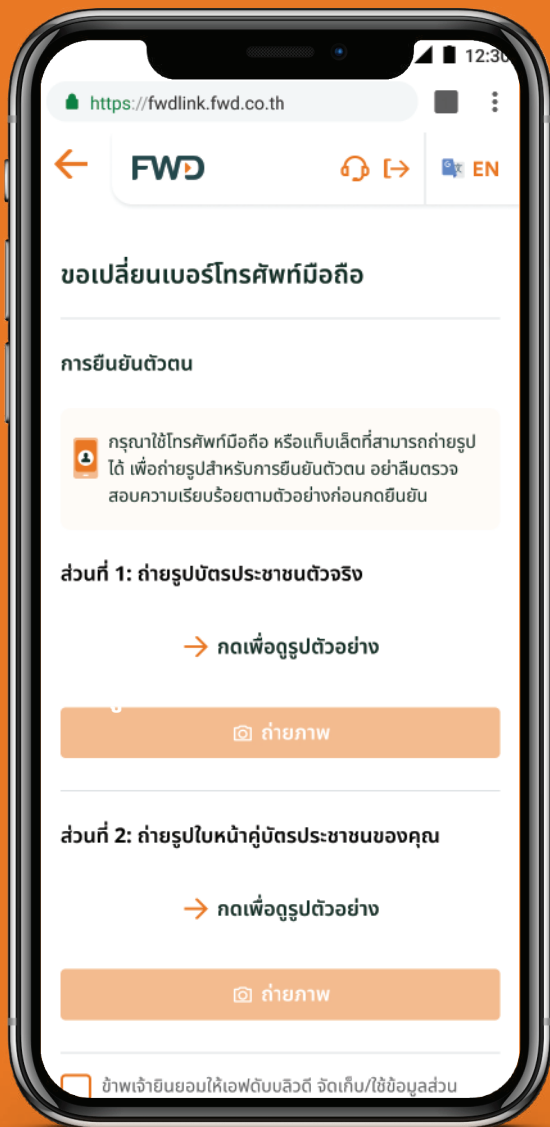 12:30
https://fwdlink.fwd.co.th
FWD
EN
ขอเปลี่ยนเบอร์โทรศัพท์มือถือ
การยืนยันตัวตน
กรุณาใช้โทรศัพท์มือถือ หรือแท็บเล็ตที่สามารถถ่ายรูป
ได้ เพื่อถ่ายรูปสำหรับการยืนยันตัวตน อย่าลืมตรวจ
สอบความเรียบร้อยตามตัวอย่างก่อนกดยืนยัน
ส่วนที่ 1: ถ่ายรูปบัตรประชาชนตัวจริง
กดเพื่อดูรูปตัวอย่าง
ถ่ายภาพ
ส่วนที่ 2: ถ่ายรูปใบหน้าคู่บัตรประชาชนของคุณ
กดเพื่อดูรูปตัวอย่าง
ถ่ายภาพ
ข้าพเจ้ายินยอมให้เอฟดับบลิวดี จัดเก็บ/ใช้ข้อมูลส่วน